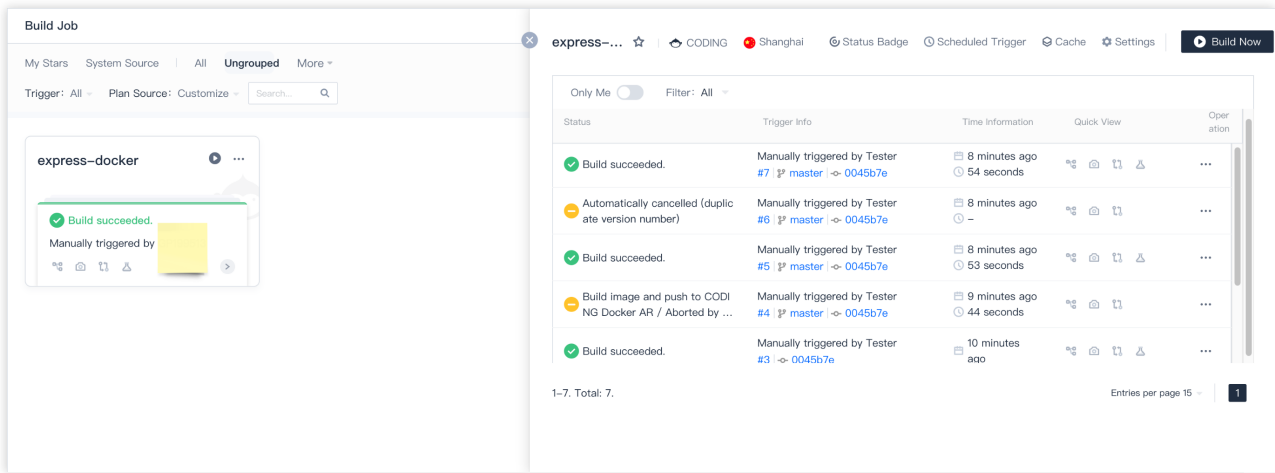 Build Job
My Stars System Source All Ungrouped More
Trigger: All Plan Source: Customize Search...
express-docker
Build succeeded.
Manually triggered by
express-... CODING Shanghai Status Badge Scheduled Trigger Cache Settings Build Now
Only Me Filter: All
Status Trigger Info Time Information Quick View Oper
ation
Build succeeded. Manually triggered by Tester 8 minutes ago
#7 master 0045b7e 54 seconds
Automatically cancelled (duplic Manually triggered by Tester 8 minutes ago
ate version number) #6 master 0045b7e –
Build succeeded. Manually triggered by Tester 8 minutes ago
#5 master 0045b7e 53 seconds
Build image and push to CODI Manually triggered by Tester 9 minutes ago
NG Docker AR / Aborted by ... #4 master 0045b7e 44 seconds
Build succeeded. Manually triggered by Tester 10 minutes
#3 0045b7e ago
1–7. Total: 7. Entries per page 15 1